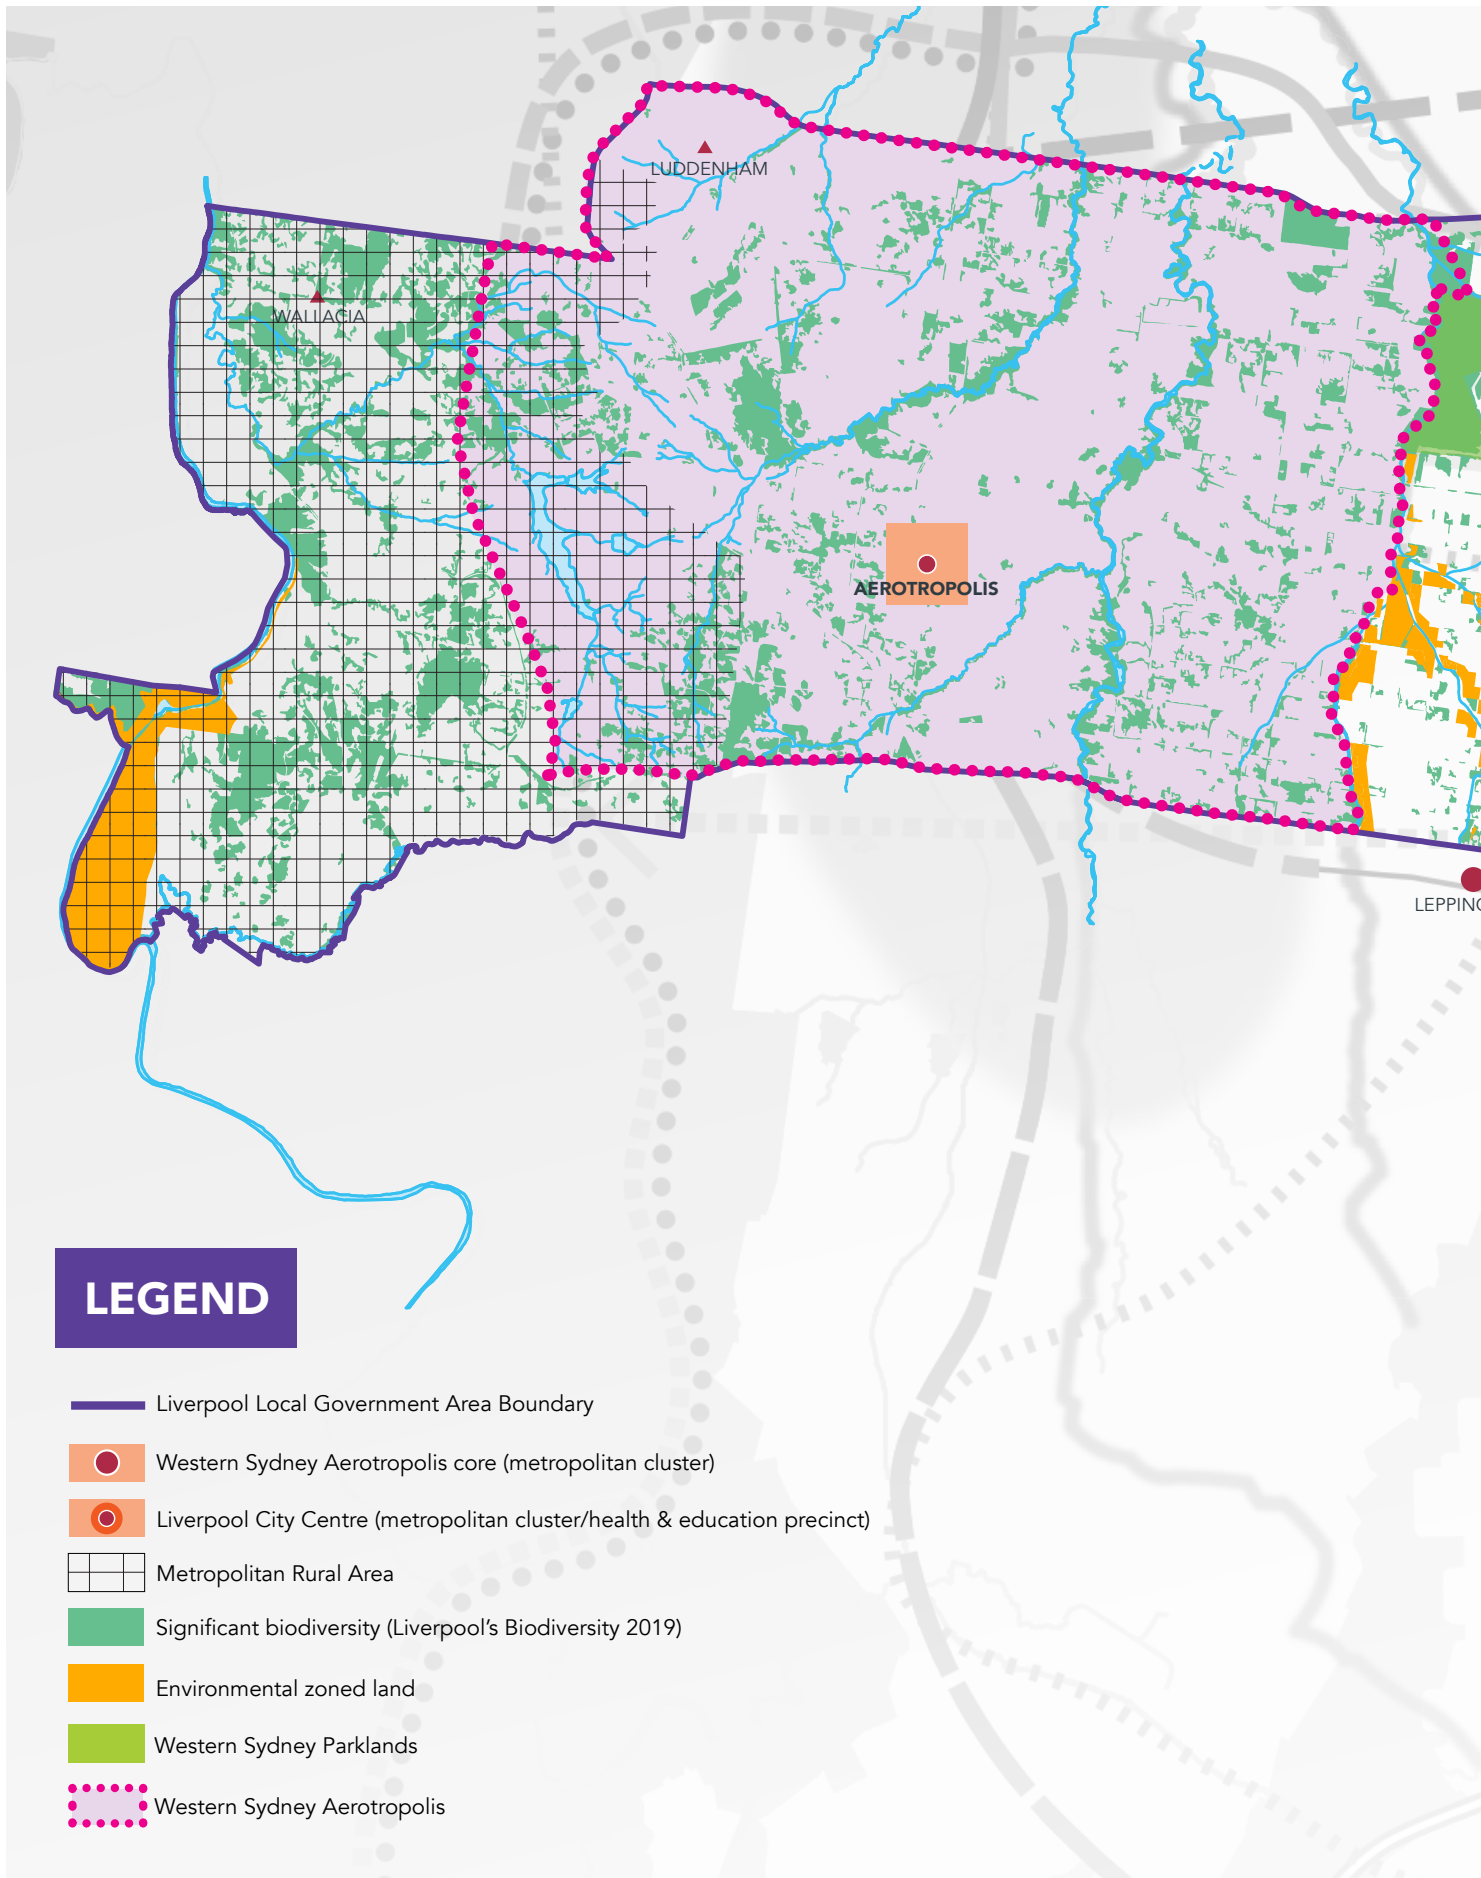 LUDDENHAM
WALLACIA
AEROTROPOLIS
LEPPING
LEGEND
Liverpool Local Government Area Boundary
Western Sydney Aerotropolis core (metropolitan cluster)
Liverpool City Centre (metropolitan cluster/health & education precinct)
Metropolitan Rural Area
Significant biodiversity (Liverpool's Biodiversity 2019)
Environmental zoned land
Western Sydney Parklands
Western Sydney Aerotropolis